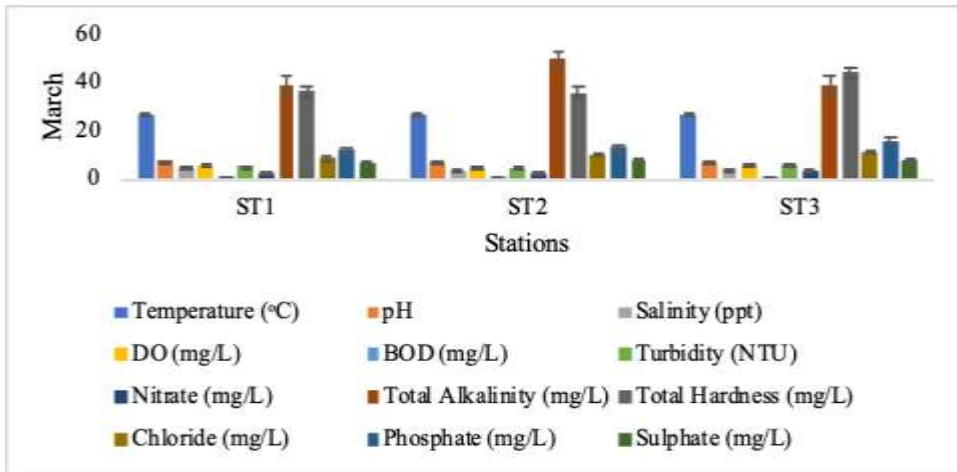 60
40
20
0
March
ST1 ST2 ST3
Stations
Temperature (°C) pH Salinity (ppt)
DO (mg/L) BOD (mg/L) Turbidity (NTU)
Nitrate (mg/L) Total Alkalinity (mg/L) Total Hardness (mg/L)
Chloride (mg/L) Phosphate (mg/L) Sulphate (mg/L)